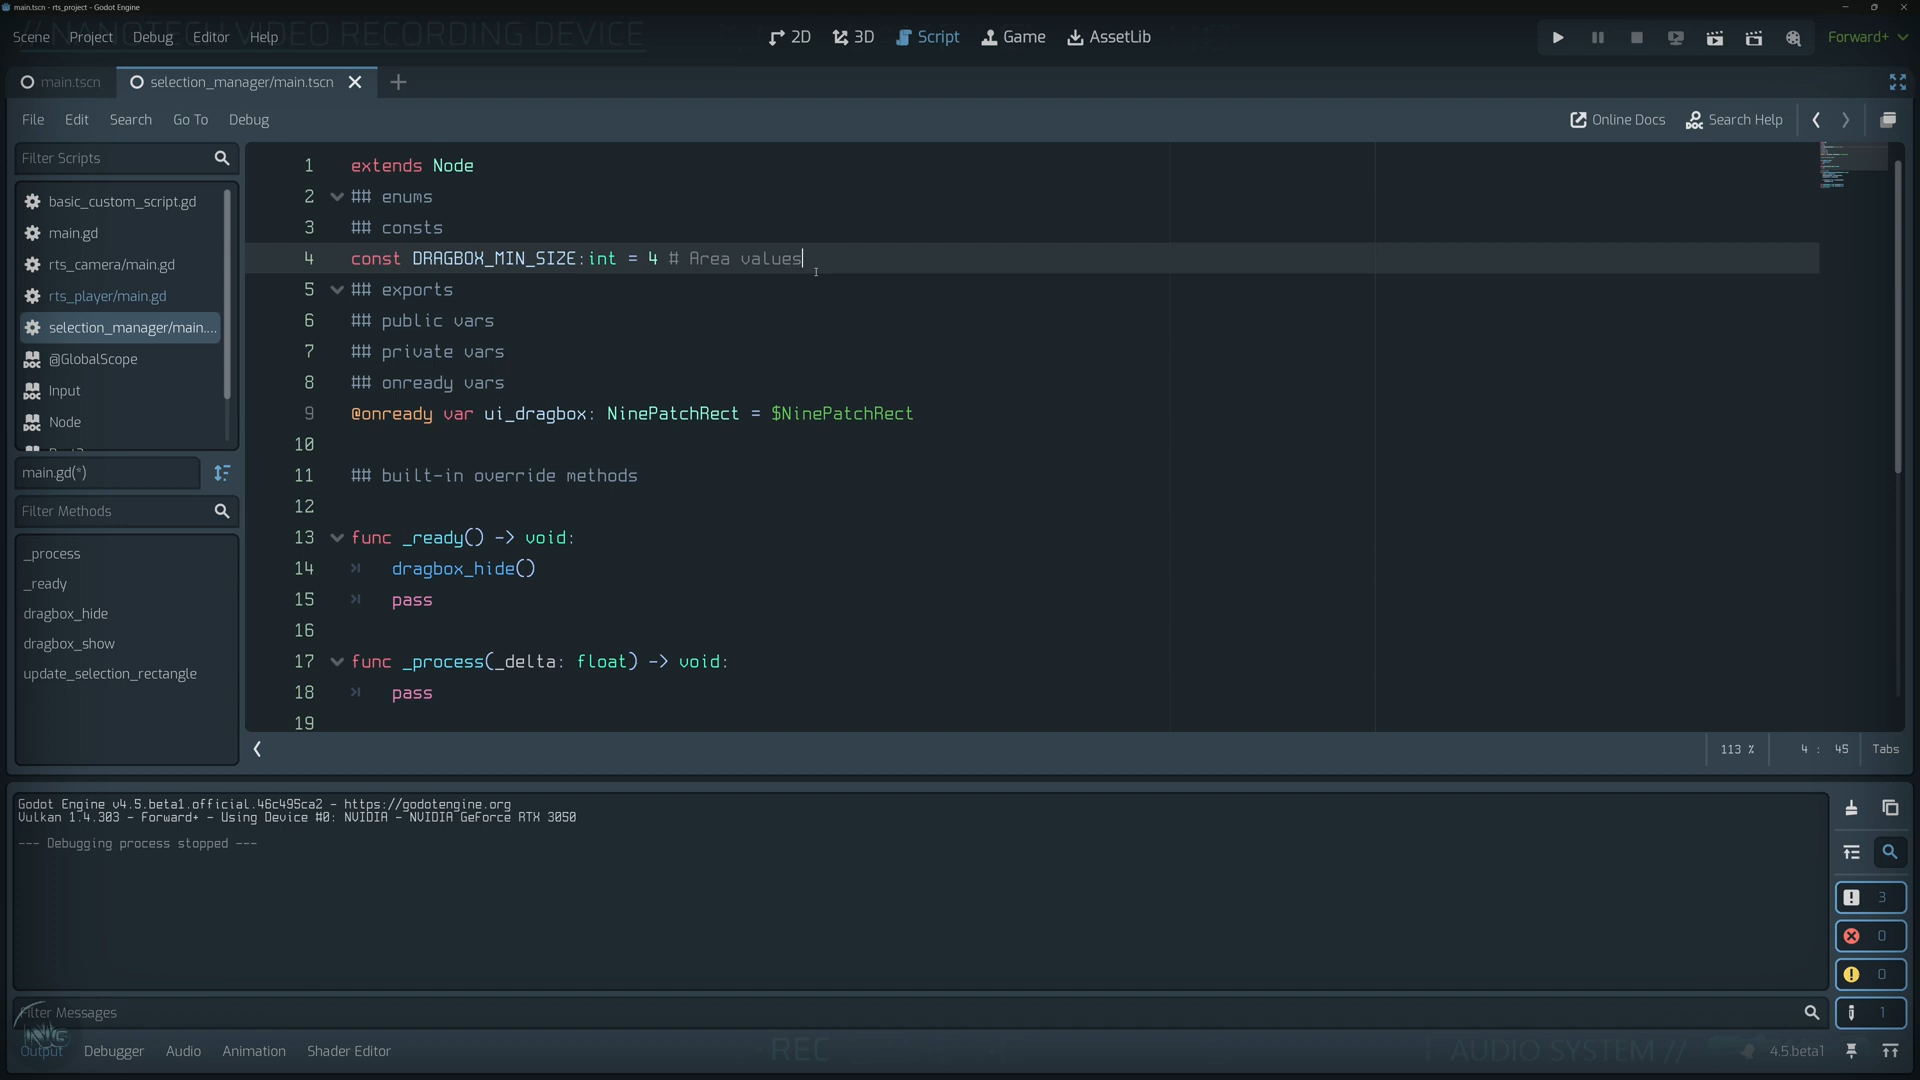 main.tscn - rts_project - Godot Engine
// NANOTECH VIDEO RECORDING DEVICE
Scene Project Debug Editor Help
2D 3D Script Game AssetLib
Forward+
main.tscn
selection_manager/main.tscn
File Edit Search Go To Debug
Online Docs Search Help
Filter Scripts
basic_custom_script.gd
main.gd
rts_camera/main.gd
rts_player/main.gd
selection_manager/main....
@GlobalScope
Input
Node
main.gd(*)
Filter Methods
_process
_ready
dragbox_hide
dragbox_show
update_selection_rectangle
1 extends Node
2 ## enums
3 ## consts
4 const DRAGBOX_MIN_SIZE:int = 4 # Area values
5 ## exports
6 ## public vars
7 ## private vars
8 ## onready vars
9 @onready var ui_dragbox: NinePatchRect = $NinePatchRect
10
11 ## built-in override methods
12
13 func _ready() -> void:
14 dragbox_hide()
15 pass
16
17 func _process(_delta: float) -> void:
18 pass
19
113 % 4 : 45 Tabs
Godot Engine v4.5.beta1.official.46c495ca2 - https://godotengine.org
Vulkan 1.4.303 - Forward+ - Using Device #0: NVIDIA - NVIDIA GeForce RTX 3050
--- Debugging process stopped ---
3
0
0
1
Filter Messages
NG
Output Debugger Audio Animation Shader Editor
REC
AUDIO SYSTEM //
4.5.beta1